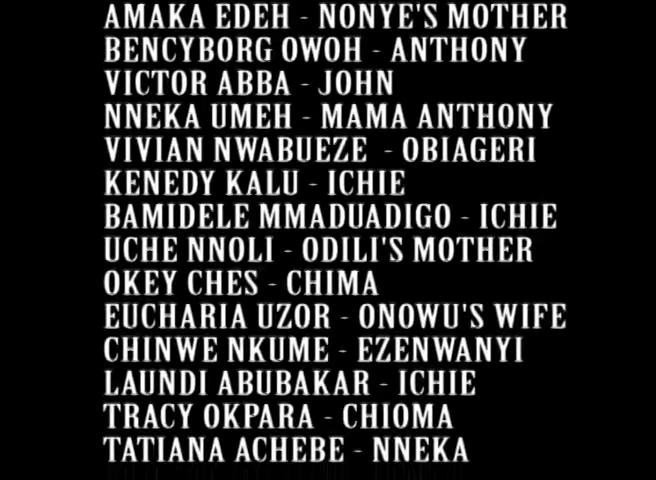 AMAKA EDEH - NONYE'S MOTHER
BENCYBORG OWOH - ANTHONY
VICTOR ABBA - JOHN
NNEKA UMEH - MAMA ANTHONY
VIVIAN NWABUEZE - OBIAGERI
KENEDY KALU - ICHIE
BAMIDELE MMADUADIGO - ICHIE
UCHE NNOLI - ODILI'S MOTHER
OKEY CHES - CHIMA
EUCHARIA UZOR - ONOWU'S WIFE
CHINWE NKUME - EZENWANYI
LAUNDI ABUBAKAR - ICHIE
TRACY OKPARA - CHIOMA
TATIANA ACHEBE - NNEKA